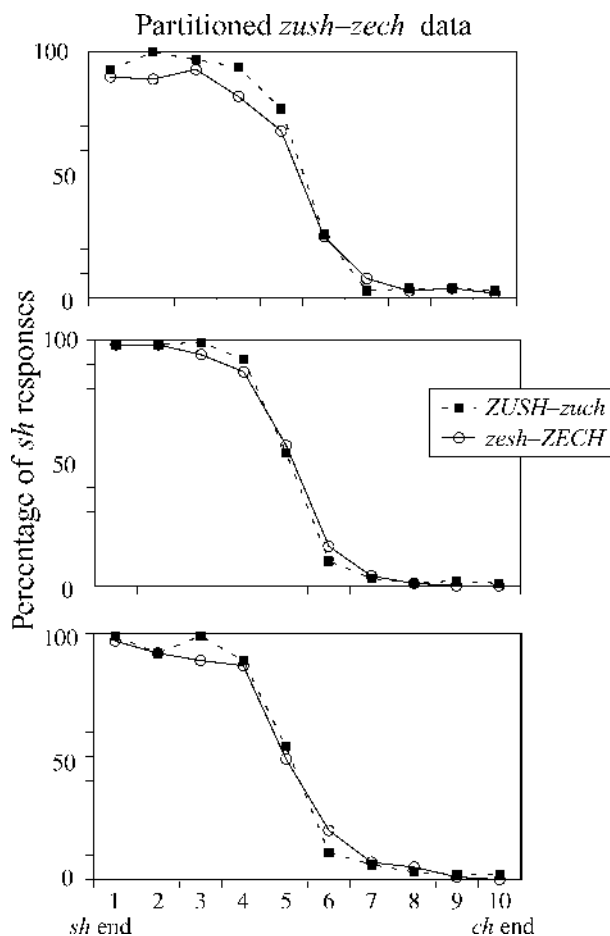 Partitioned zush–zech data
Percentage of sh responses
100
50
0
100
50
0
ZUSH–zuch
zesh–ZECH
100
50
0
1 2 3 4 5 6 7 8 9 10
sh end ch end